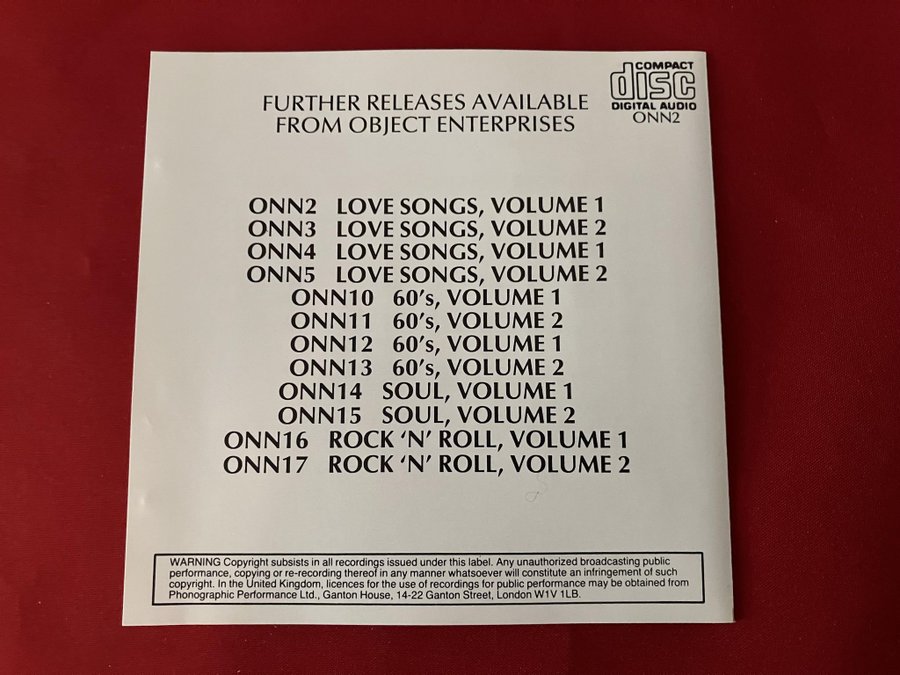 COMPACT
disc
DIGITAL AUDIO
ONN2
FURTHER RELEASES AVAILABLE
FROM OBJECT ENTERPRISES
ONN2 LOVE SONGS, VOLUME 1
ONN3 LOVE SONGS, VOLUME 2
ONN4 LOVE SONGS, VOLUME 1
ONN5 LOVE SONGS, VOLUME 2
ONN10 60's, VOLUME 1
ONN11 60's, VOLUME 2
ONN12 60's, VOLUME 1
ONN13 60's, VOLUME 2
ONN14 SOUL, VOLUME 1
ONN15 SOUL, VOLUME 2
ONN16 ROCK ‘N’ ROLL, VOLUME 1
ONN17 ROCK ‘N’ ROLL, VOLUME 2
WARNING Copyright subsists in all recordings issued under this label. Any unauthorized broadcasting public
performance, copying or re-recording thereof in any manner whatsoever will constitute an infringement of such
copyright. In the United Kingdom, licences for the use of recordings for public performance may be obtained from
Phonographic Performance Ltd., Ganton House, 14-22 Ganton Street, London W1V 1LB.